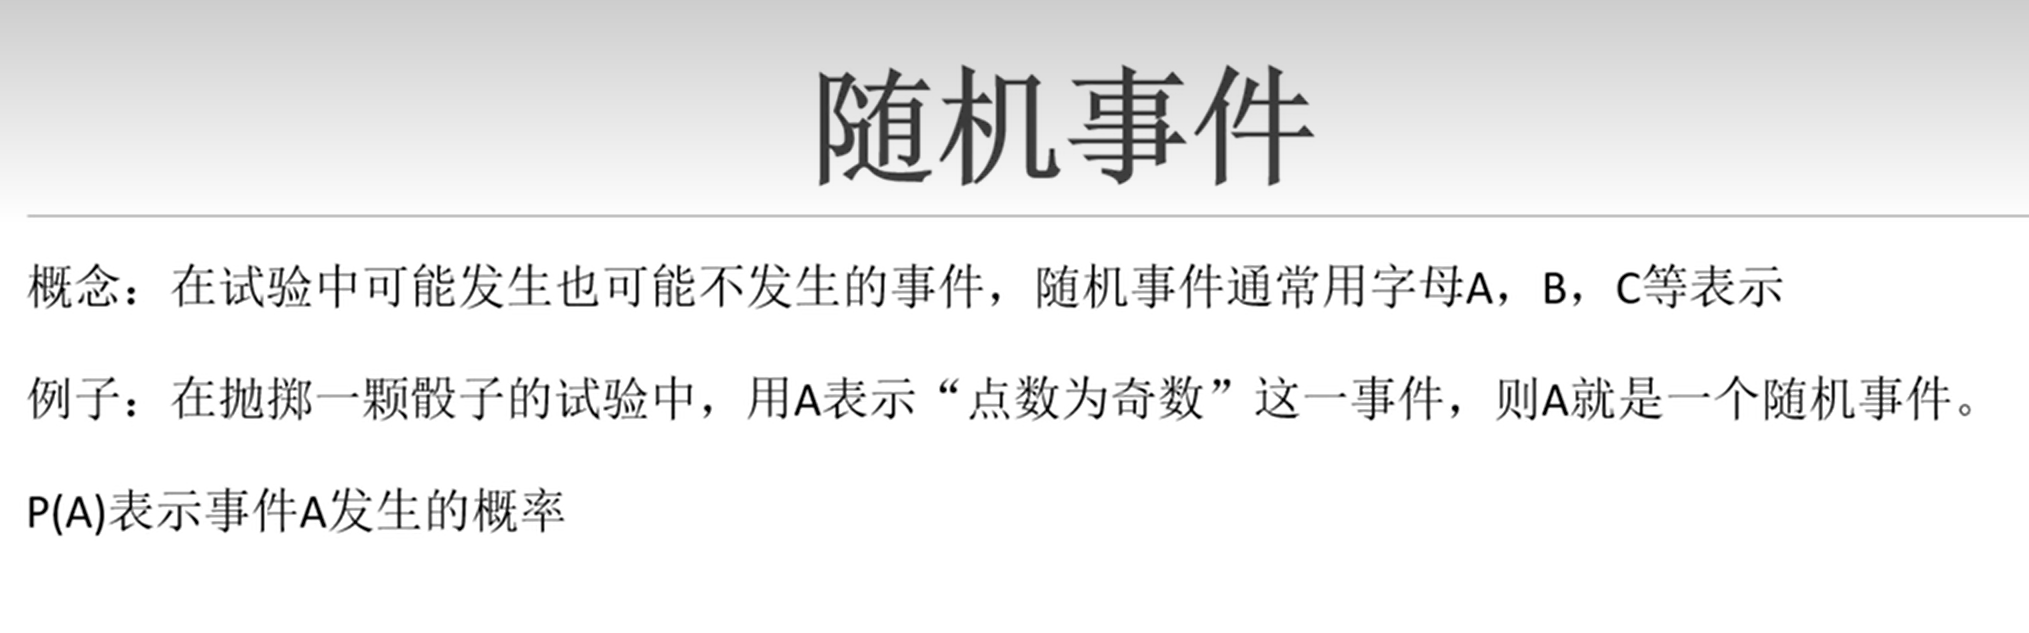 随机事件
概念：在试验中可能发生也可能不发生的事件，随机事件通常用字母A，B，C等表示
例子：在抛掷一颗骰子的试验中，用A表示“点数为奇数”这一事件，则A就是一个随机事件。
P(A)表示事件A发生的概率